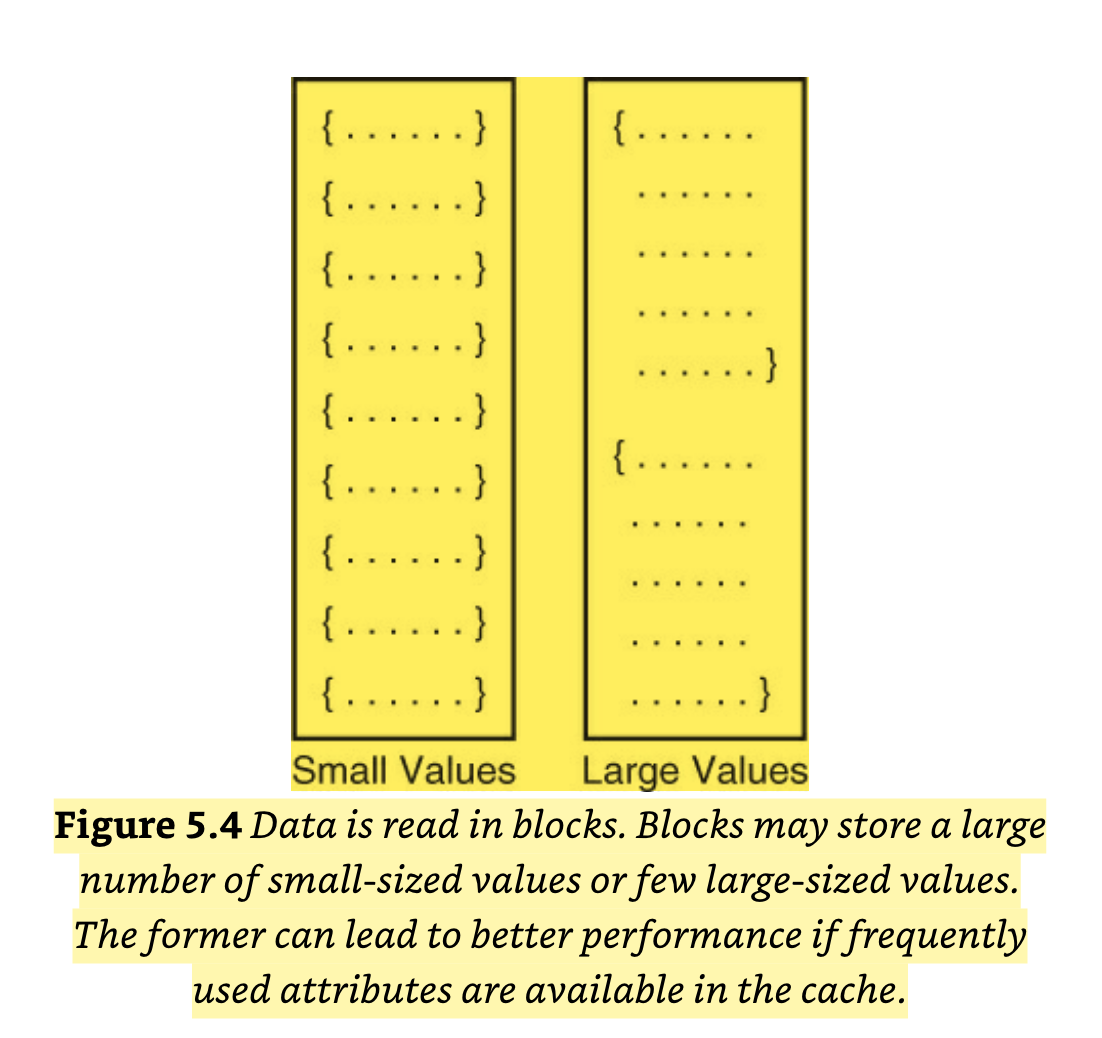 { . . . . . . }
{ . . . . . . }
{ . . . . . . }
{ . . . . . . }
{ . . . . . . }
{ . . . . . . }
{ . . . . . . }
{ . . . . . . }
{ . . . . . . }
Small Values
{ . . . . . .
. . . . . .
. . . . . .
. . . . . .
. . . . . . }
{ . . . . . .
. . . . . .
. . . . . .
. . . . . .
. . . . . . }
Large Values
Figure 5.4 Data is read in blocks. Blocks may store a large
number of small-sized values or few large-sized values.
The former can lead to better performance if frequently
used attributes are available in the cache.